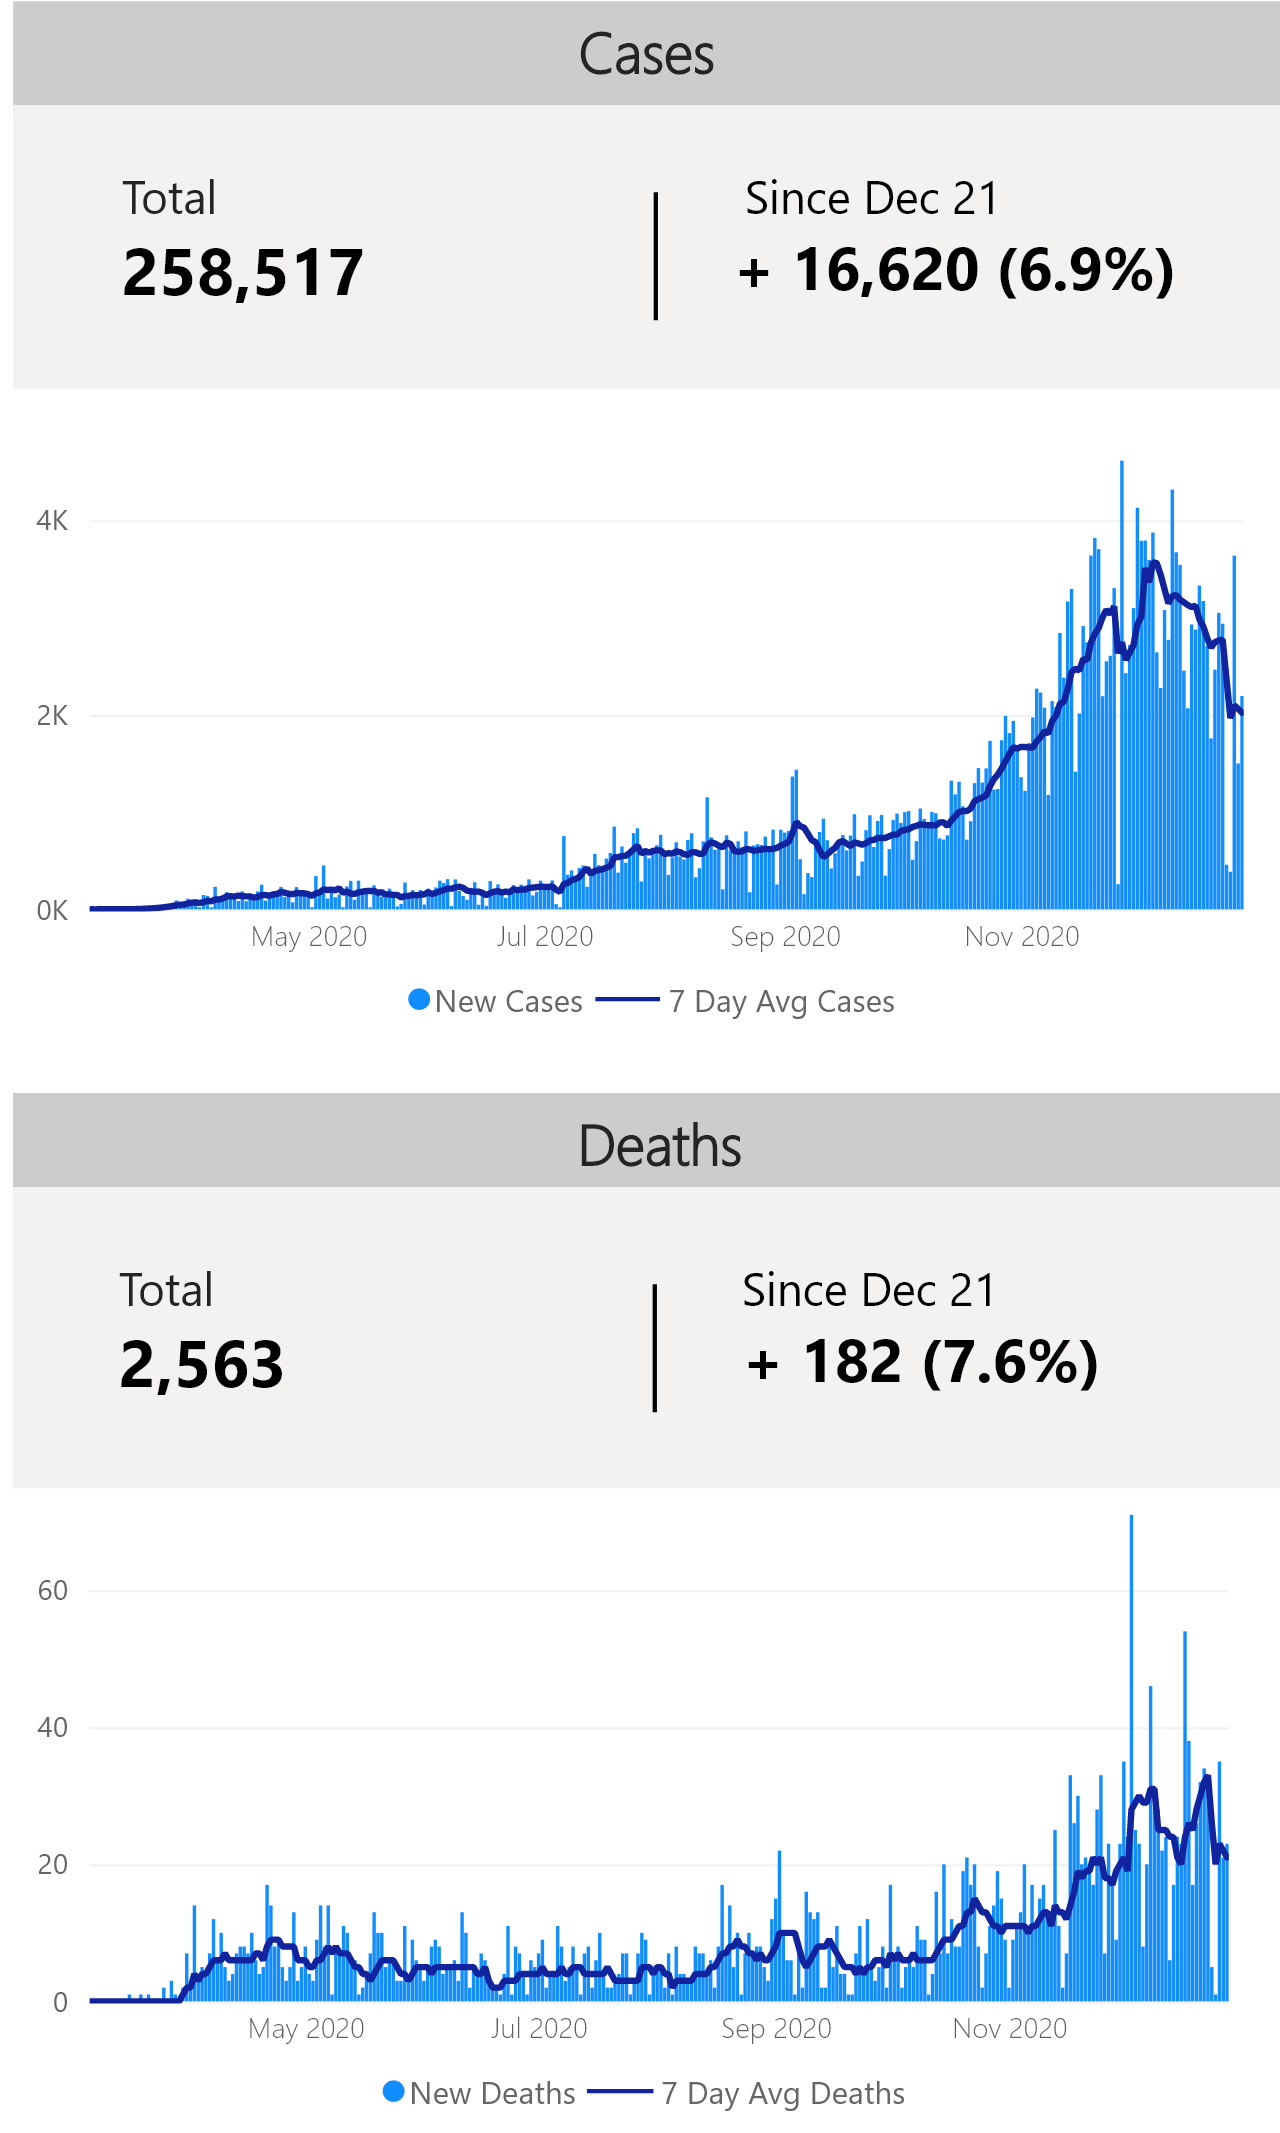 Cases
Total
Since Dec 21
258,517
+ 16,620 (6.9%)
4K
2K
0K
May 2020
Jul 2020
Sep 2020
Nov 2020
New Cases
7 Day Avg Cases
Deaths
Total
Since Dec 21
2,563
+ 182 (7.6%)
60
40
20
0
May 2020
Jul 2020
Sep 2020
Nov 2020
New Deaths
7 Day Avg Deaths